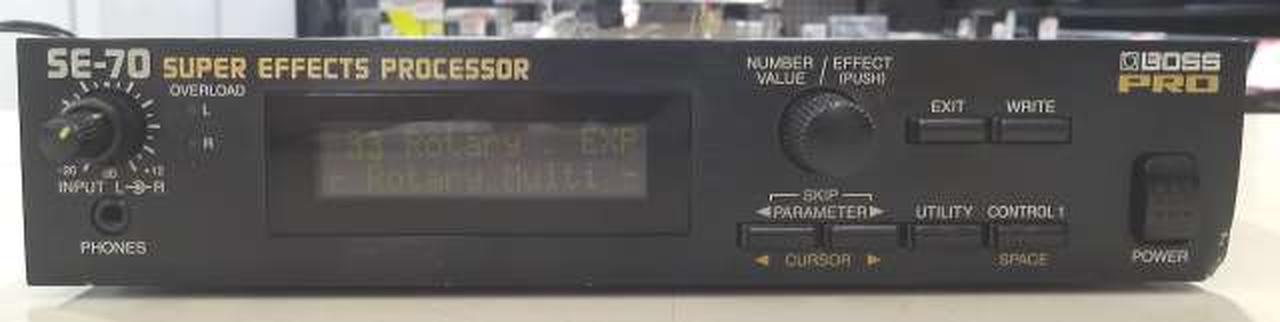 SE-70 SUPER EFFECTS PROCESSOR
OVERLOAD
L
R
-20 dB +12
INPUT L R
PHONES
33 Rotary : EXP
- Rotary Multi -
NUMBER / EFFECT
VALUE (PUSH)
SKIP
◀PARAMETER▶
◀ CURSOR ▶
EXIT
WRITE
UTILITY
CONTROL 1
SPACE
BOSS
PRO
POWER